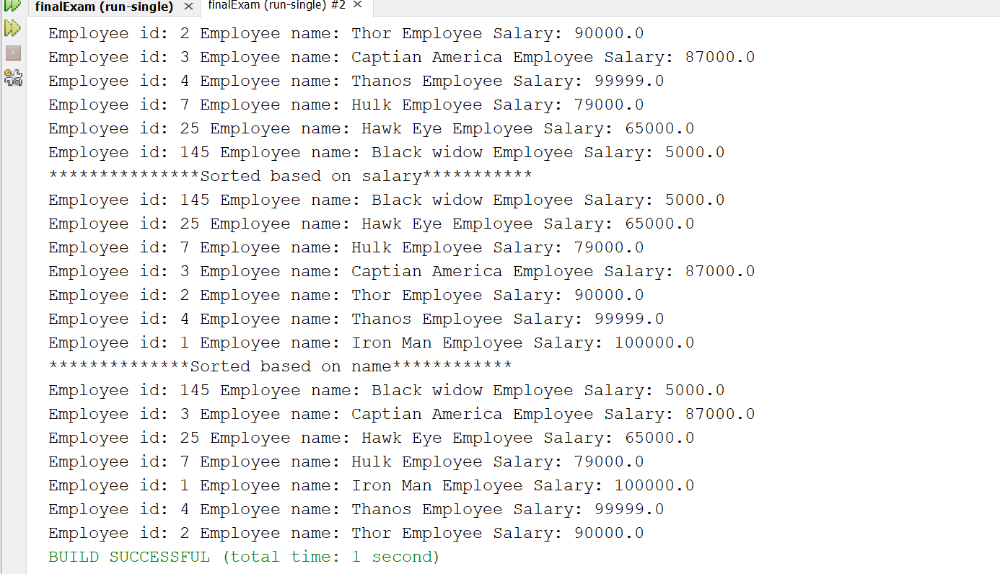 finalExam (run-single) × finalExam (run-single) #2 ×
Employee id: 2 Employee name: Thor Employee Salary: 90000.0
Employee id: 3 Employee name: Captian America Employee Salary: 87000.0
Employee id: 4 Employee name: Thanos Employee Salary: 99999.0
Employee id: 7 Employee name: Hulk Employee Salary: 79000.0
Employee id: 25 Employee name: Hawk Eye Employee Salary: 65000.0
Employee id: 145 Employee name: Black widow Employee Salary: 5000.0
***************Sorted based on salary***********
Employee id: 145 Employee name: Black widow Employee Salary: 5000.0
Employee id: 25 Employee name: Hawk Eye Employee Salary: 65000.0
Employee id: 7 Employee name: Hulk Employee Salary: 79000.0
Employee id: 3 Employee name: Captian America Employee Salary: 87000.0
Employee id: 2 Employee name: Thor Employee Salary: 90000.0
Employee id: 4 Employee name: Thanos Employee Salary: 99999.0
Employee id: 1 Employee name: Iron Man Employee Salary: 100000.0
**************Sorted based on name************
Employee id: 145 Employee name: Black widow Employee Salary: 5000.0
Employee id: 3 Employee name: Captian America Employee Salary: 87000.0
Employee id: 25 Employee name: Hawk Eye Employee Salary: 65000.0
Employee id: 7 Employee name: Hulk Employee Salary: 79000.0
Employee id: 1 Employee name: Iron Man Employee Salary: 100000.0
Employee id: 4 Employee name: Thanos Employee Salary: 99999.0
Employee id: 2 Employee name: Thor Employee Salary: 90000.0
BUILD SUCCESSFUL (total time: 1 second)